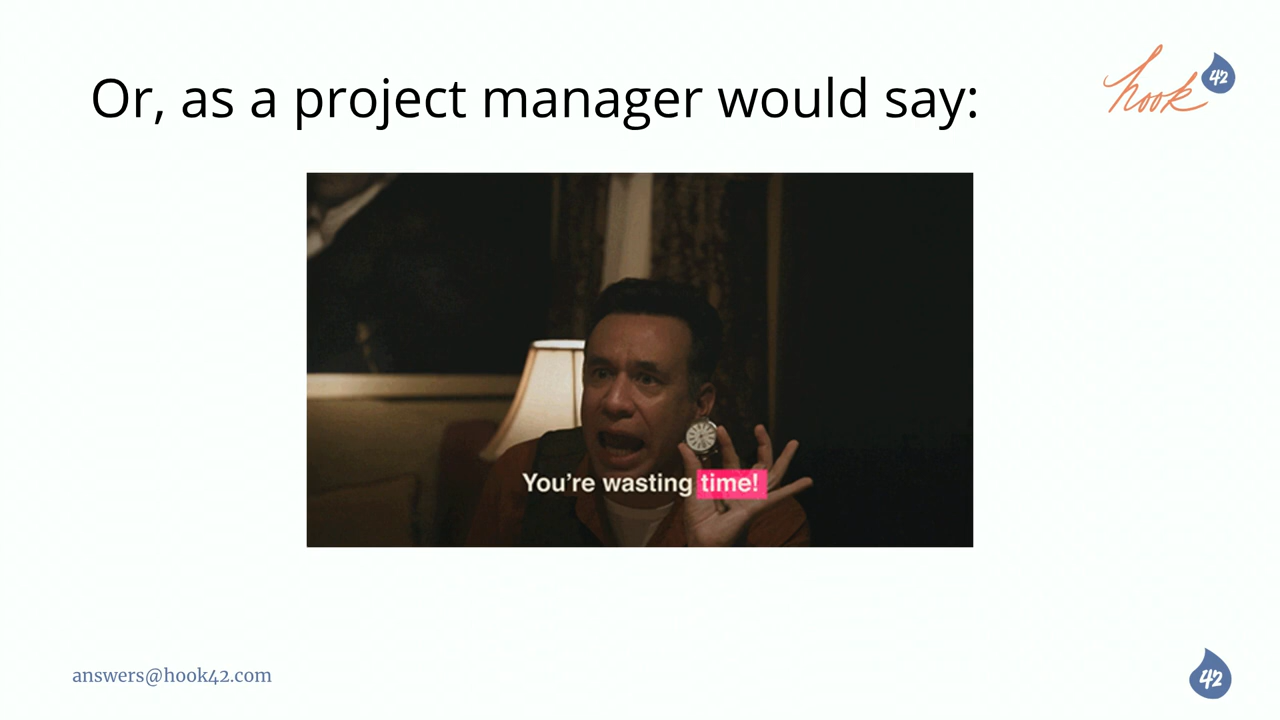 Or, as a project manager would say:
hook 42
You're wasting time!
answers@hook42.com
42